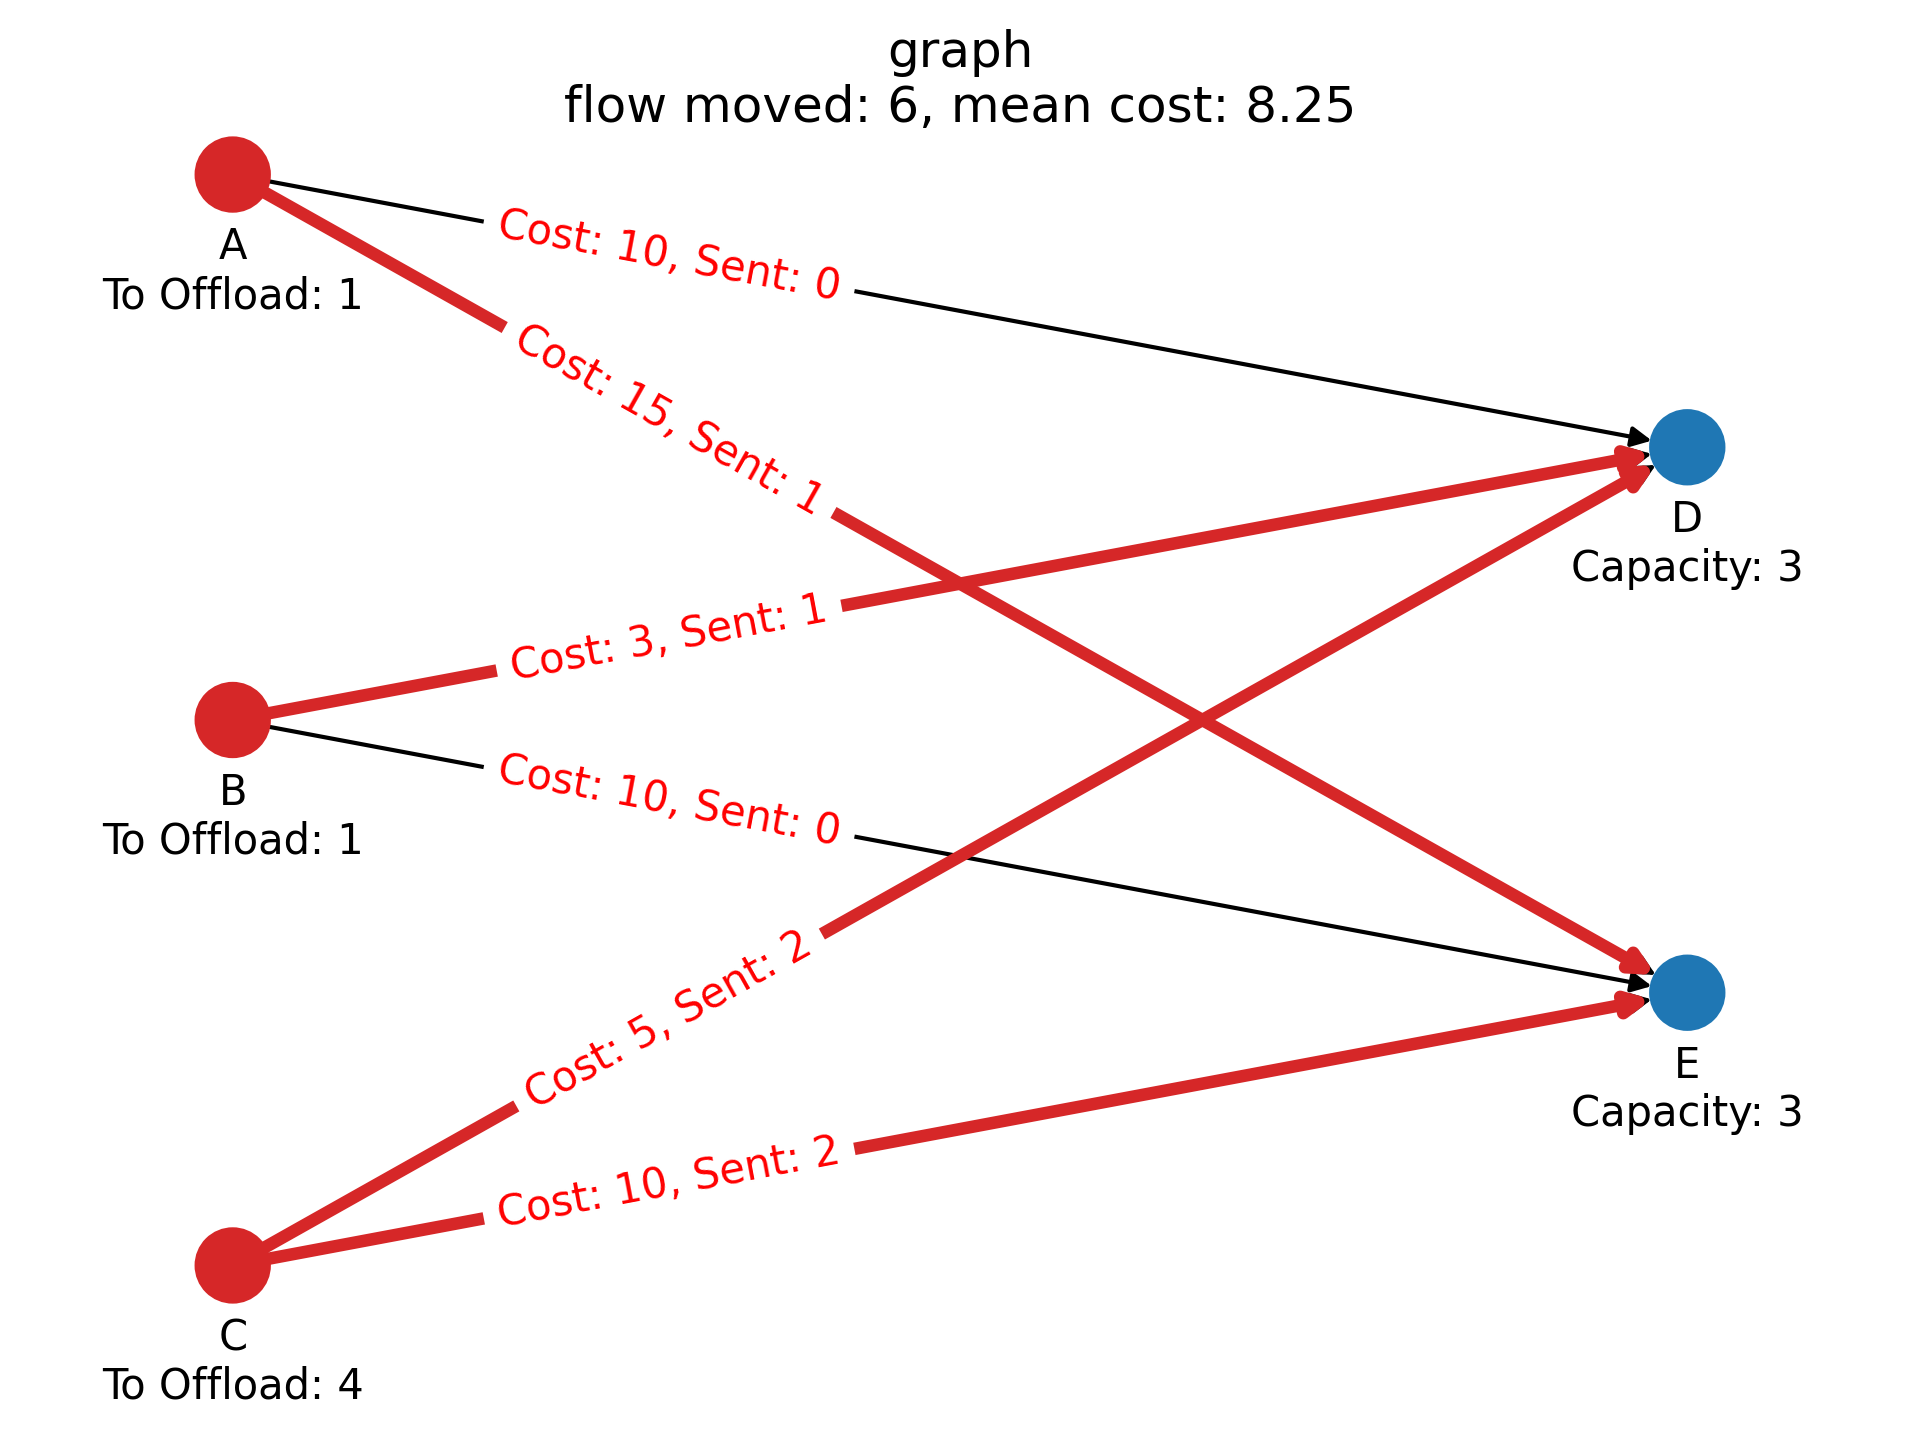 graph
flow moved: 6, mean cost: 8.25
A
To Offload: 1
Cost: 10, Sent: 0
Cost: 15, Sent: 1
D
Capacity: 3
Cost: 3, Sent: 1
B
To Offload: 1
Cost: 10, Sent: 0
Cost: 5, Sent: 2
E
Capacity: 3
Cost: 10, Sent: 2
C
To Offload: 4